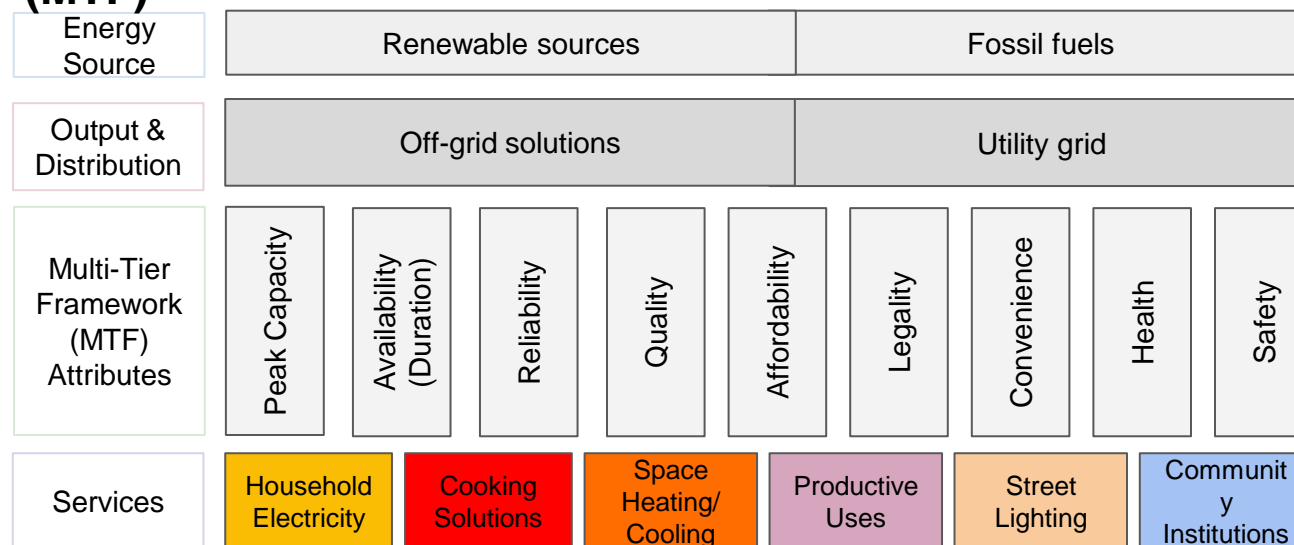 (MTF)
Energy
Source
Renewable sources
Fossil fuels
Output &
Distribution
Off-grid solutions
Utility grid
Multi-Tier
Framework
(MTF)
Attributes
Peak Capacity
Availability
(Duration)
Reliability
Quality
Affordability
Legality
Convenience
Health
Safety
Services
Household
Electricity
Cooking
Solutions
Space
Heating/
Cooling
Productive
Uses
Street
Lighting
Communit
y
Institutions